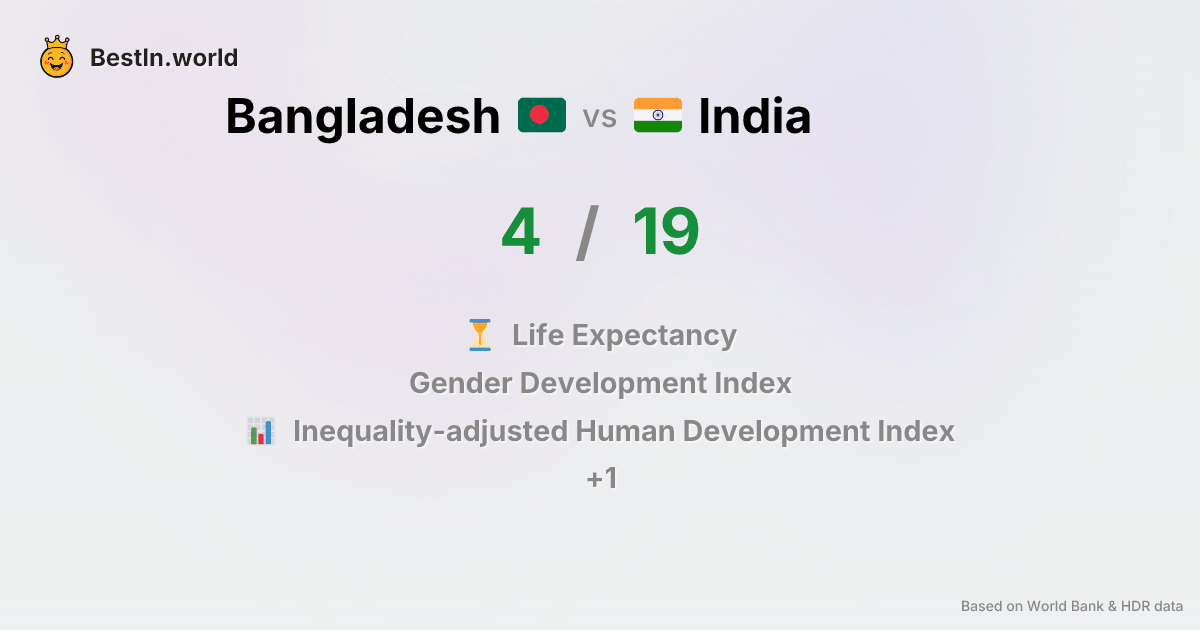 BestIn.world
Bangladesh vs India
4 / 19
Life Expectancy
Gender Development Index
Inequality-adjusted Human Development Index
+1
Based on World Bank & HDR data